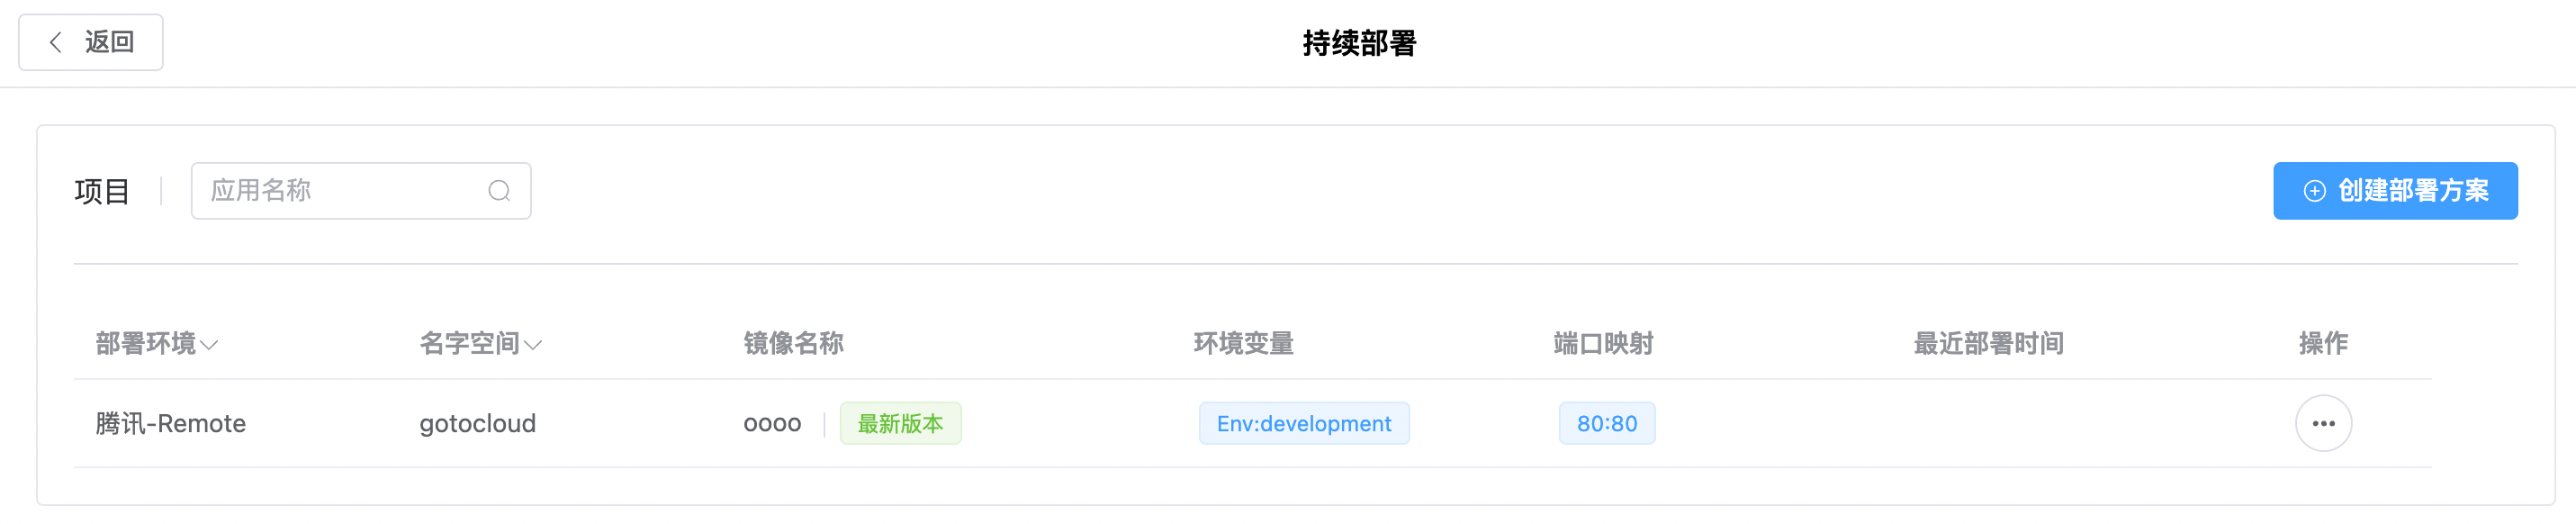 返回
持续部署
项目
应用名称
创建部署方案
部署环境 名字空间 镜像名称 环境变量 端口映射 最近部署时间 操作
腾讯-Remote gotocloud oooo 最新版本 Env:development 80:80